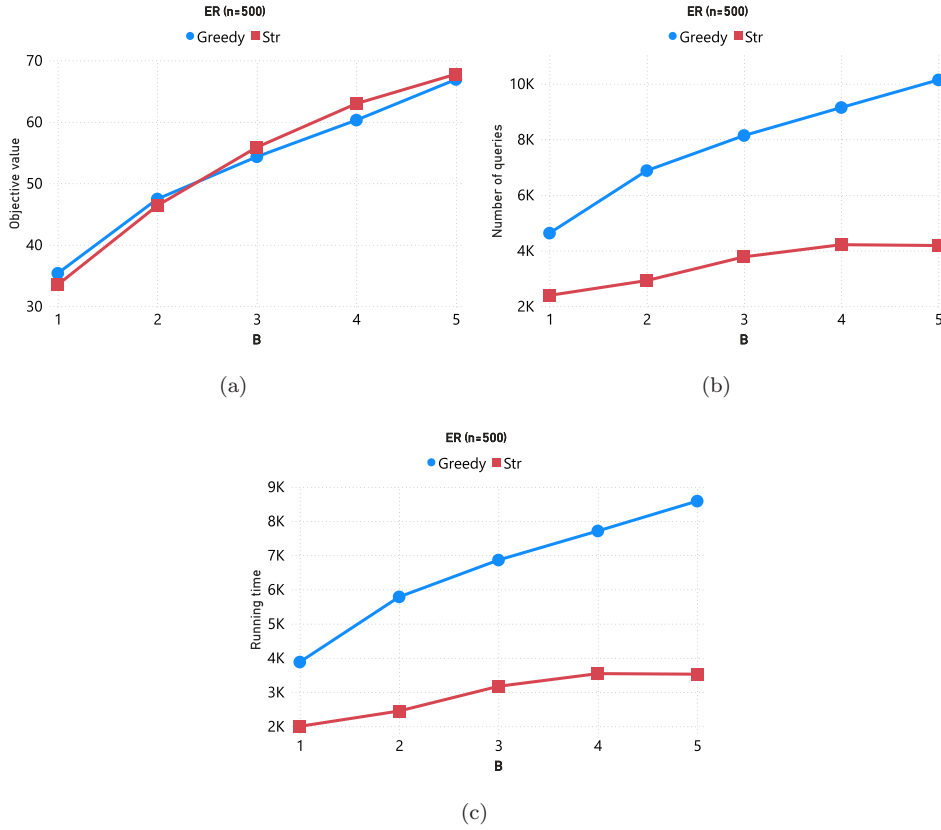 ER (n=500)
Greedy Str
Objective value
70
60
50
40
30
1 2 3 4 5
B
(a)
ER (n=500)
Greedy Str
Number of queries
10K
8K
6K
4K
2K
1 2 3 4 5
B
(b)
ER (n=500)
Greedy Str
Running time
9K
8K
7K
6K
5K
4K
3K
2K
1 2 3 4 5
B
(c)